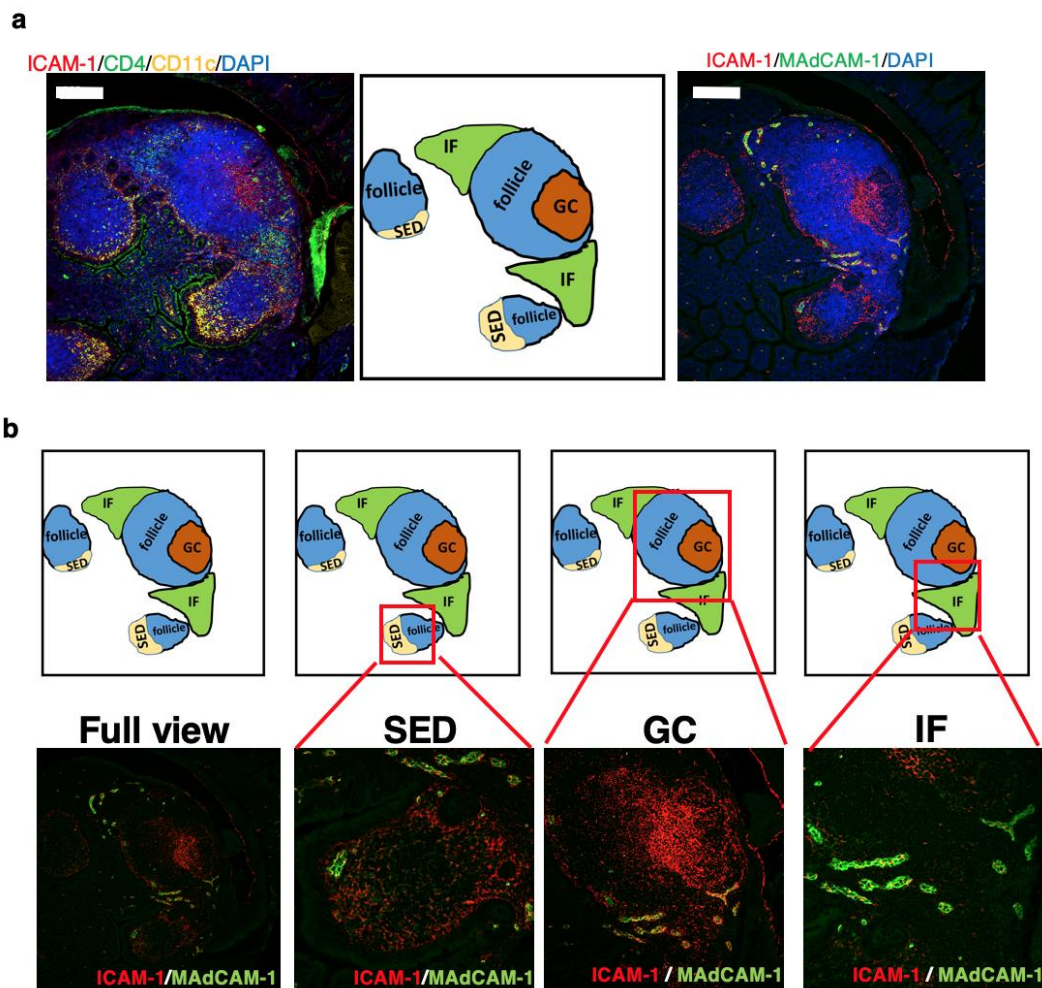 a
ICAM-1/CD4/CD11c/DAPI
IF
follicle
SED
follicle
GC
IF
SED
follicle
ICAM-1/MAdCAM-1/DAPI
b
IF
follicle
SED
follicle
GC
IF
SED
follicle
IF
follicle
SED
follicle
GC
IF
SED
follicle
IF
follicle
SED
follicle
GC
IF
SED
follicle
IF
follicle
SED
follicle
GC
IF
SED
follicle
Full view
SED
GC
IF
ICAM-1/MAdCAM-1
ICAM-1/MAdCAM-1
ICAM-1 / MAdCAM-1
ICAM-1 / MAdCAM-1